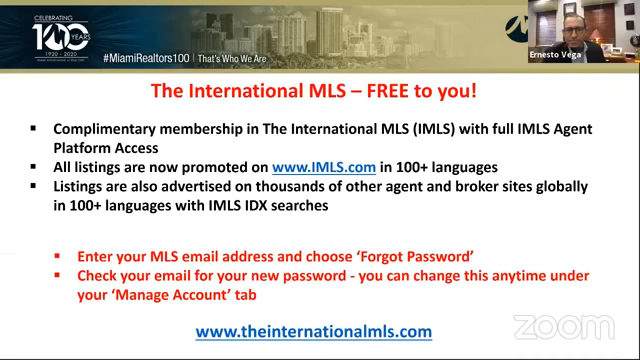 CELEBRATING
100 YEARS
1920 - 2020
#MiamiRealtors100 | That's Who We Are
Ernesto Vega
The International MLS – FREE to you!
▪ Complimentary membership in The International MLS (IMLS) with full IMLS Agent
Platform Access
▪ All listings are now promoted on www.IMLS.com in 100+ languages
▪ Listings are also advertised on thousands of other agent and broker sites globally
in 100+ languages with IMLS IDX searches
▪ Enter your MLS email address and choose ‘Forgot Password’
▪ Check your email for your new password - you can change this anytime under
your ‘Manage Account’ tab
www.theinternationalmls.com
zoom